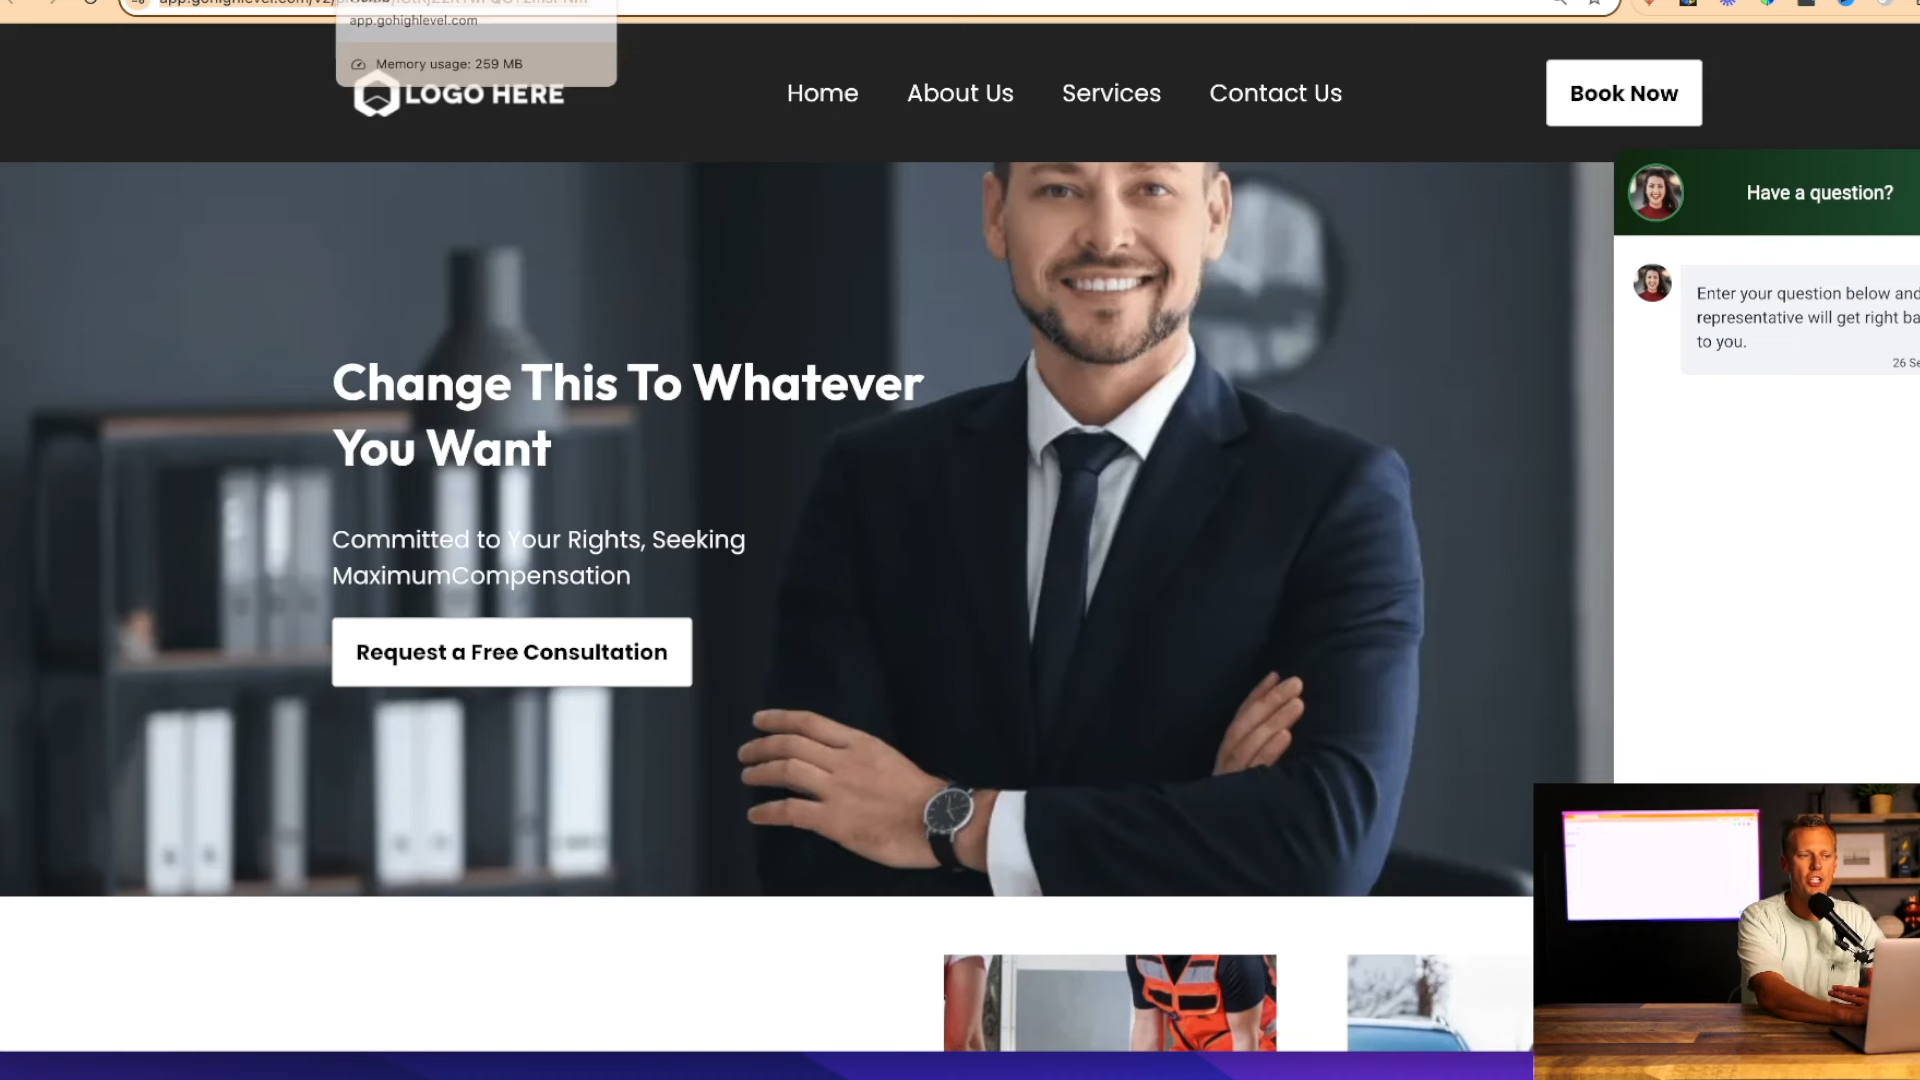 app.gohighlevel.com
Memory usage: 259 MB
LOGO HERE
Home
About Us
Services
Contact Us
Book Now
Have a question?
Enter your question below and
representative will get right ba
to you.
26 Se
Change This To Whatever
You Want
Committed to Your Rights, Seeking
MaximumCompensation
Request a Free Consultation